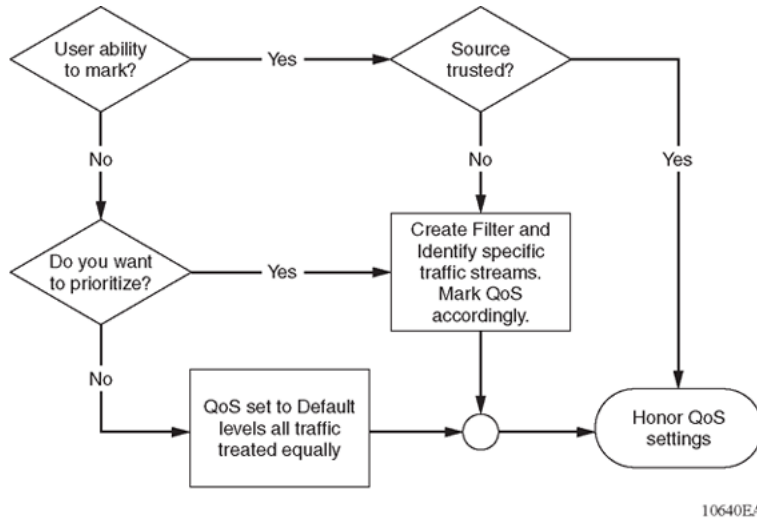 User ability
to mark?
Yes
Source
trusted?
No
No
Yes
Do you want
to prioritize?
Yes
Create Filter and
Identify specific
traffic streams.
Mark QoS
accordingly.
No
QoS set to Default
levels all traffic
treated equally
Honor QoS
settings
10640EA